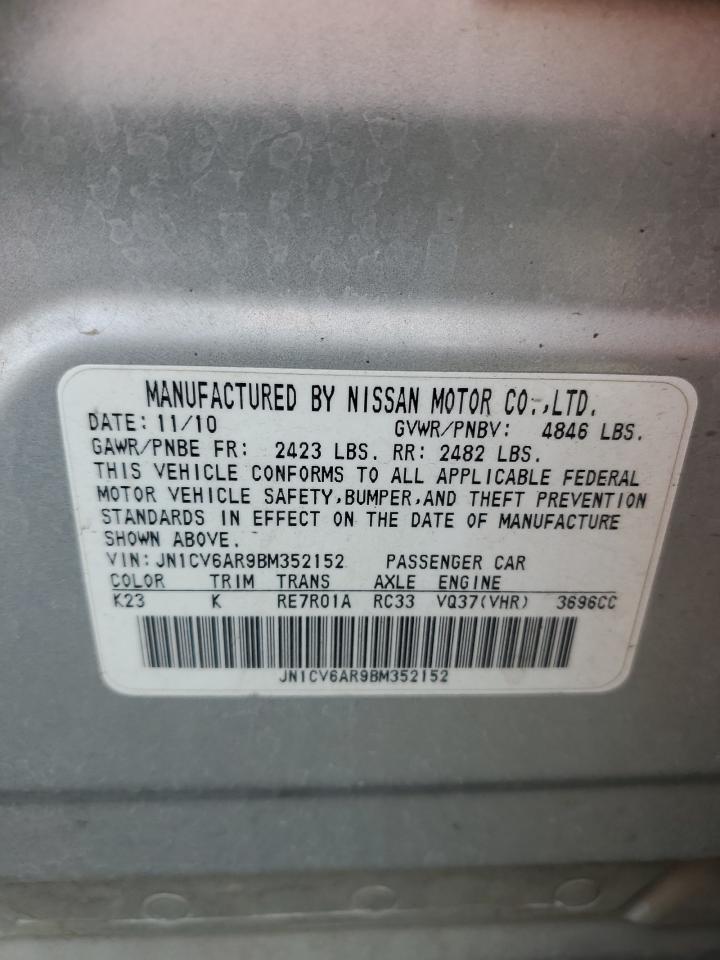 MANUFACTURED BY NISSAN MOTOR CO.,LTD.
DATE: 11/10 GVWR/PNBV: 4846 LBS.
GAWR/PNBE FR: 2423 LBS. RR: 2482 LBS.
THIS VEHICLE CONFORMS TO ALL APPLICABLE FEDERAL
MOTOR VEHICLE SAFETY,BUMPER,AND THEFT PREVENTION
STANDARDS IN EFFECT ON THE DATE OF MANUFACTURE
SHOWN ABOVE.
VIN: JN1CV6AR9BM352152 PASSENGER CAR
COLOR TRIM TRANS AXLE ENGINE
K23 K RE7R01A RC33 VQ37(VHR) 3696CC
JN1CV6AR9BM352152